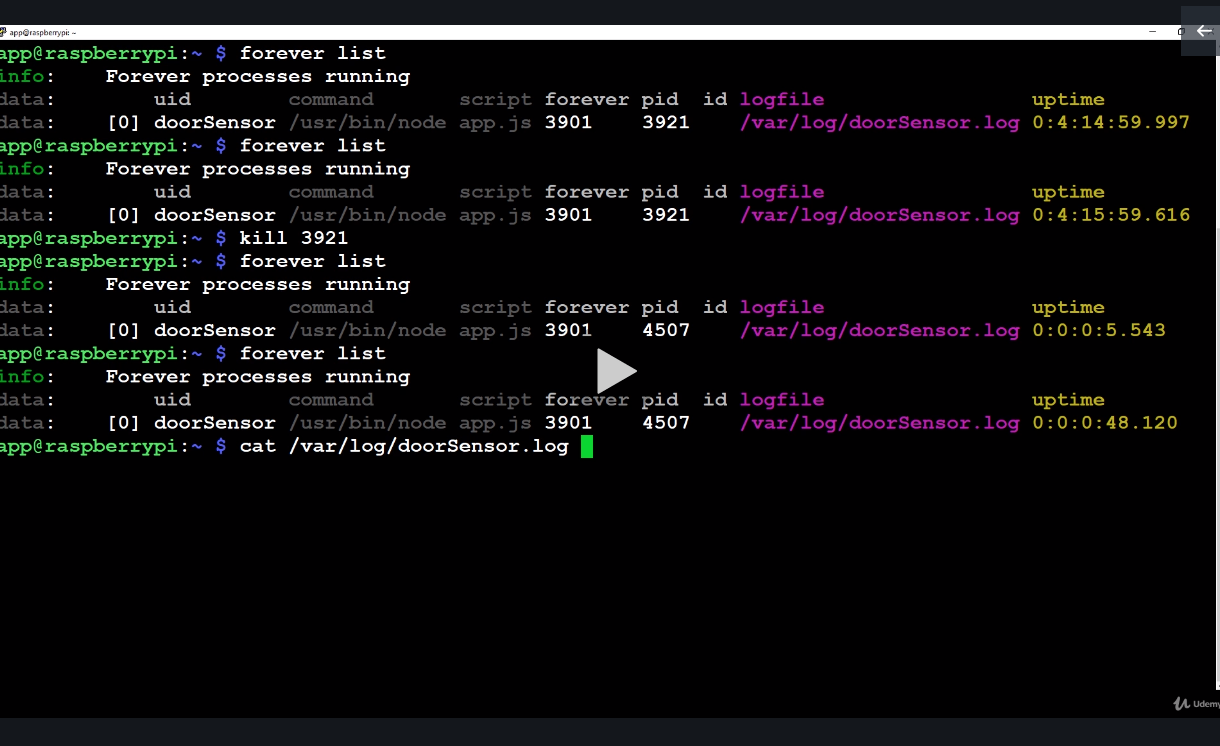 app@raspberrypi: ~
app@raspberrypi:~ $ forever list
info:    Forever processes running
data:        uid        command       script forever pid  id logfile                 uptime
data:    [0] doorSensor /usr/bin/node app.js 3901    3921    /var/log/doorSensor.log 0:4:14:59.997
app@raspberrypi:~ $ forever list
info:    Forever processes running
data:        uid        command       script forever pid  id logfile                 uptime
data:    [0] doorSensor /usr/bin/node app.js 3901    3921    /var/log/doorSensor.log 0:4:15:59.616
app@raspberrypi:~ $ kill 3921
app@raspberrypi:~ $ forever list
info:    Forever processes running
data:        uid        command       script forever pid  id logfile                 uptime
data:    [0] doorSensor /usr/bin/node app.js 3901    4507    /var/log/doorSensor.log 0:0:0:5.543
app@raspberrypi:~ $ forever list
info:    Forever processes running
data:        uid        command       script forever pid  id logfile                 uptime
data:    [0] doorSensor /usr/bin/node app.js 3901    4507    /var/log/doorSensor.log 0:0:0:48.120
app@raspberrypi:~ $ cat /var/log/doorSensor.log
Udemy